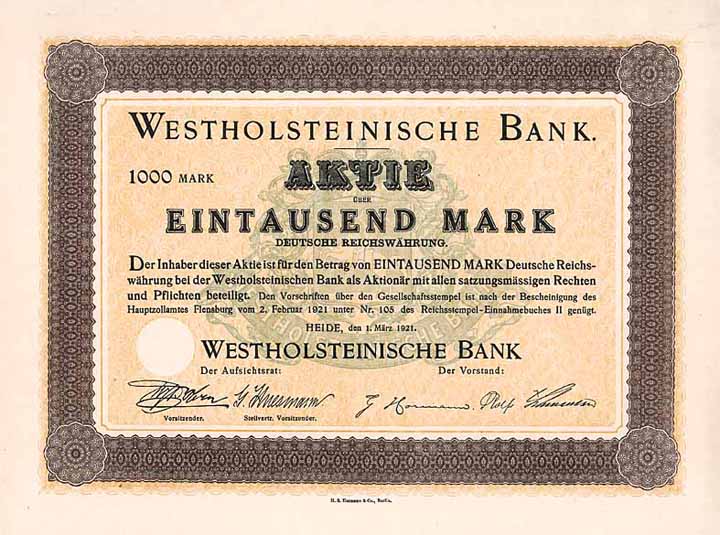 WESTHOLSTEINISCHE BANK.
1000 MARK
AKTIE
ÜBER
EINTAUSEND MARK
DEUTSCHE REICHSWÄHRUNG.
Der Inhaber dieser Aktie ist für den Betrag von EINTAUSEND MARK Deutsche Reichs-
währung bei der Westholsteinischen Bank als Aktionär mit allen satzungsmässigen Rechten
und Pflichten beteiligt. Den Vorschriften über den Gesellschaftsstempel ist nach der Bescheinigung des
Hauptzollamtes Flensburg vom 2. Februar 1921 unter Nr. 105 des Reichsstempel-Einnahmebuches II genügt.
HEIDE, den 1. März 1921.
WESTHOLSTEINISCHE BANK
Der Aufsichtsrat: Der Vorstand:
Vorsitzender. Stellvertr. Vorsitzender.
& Co., Berlin.